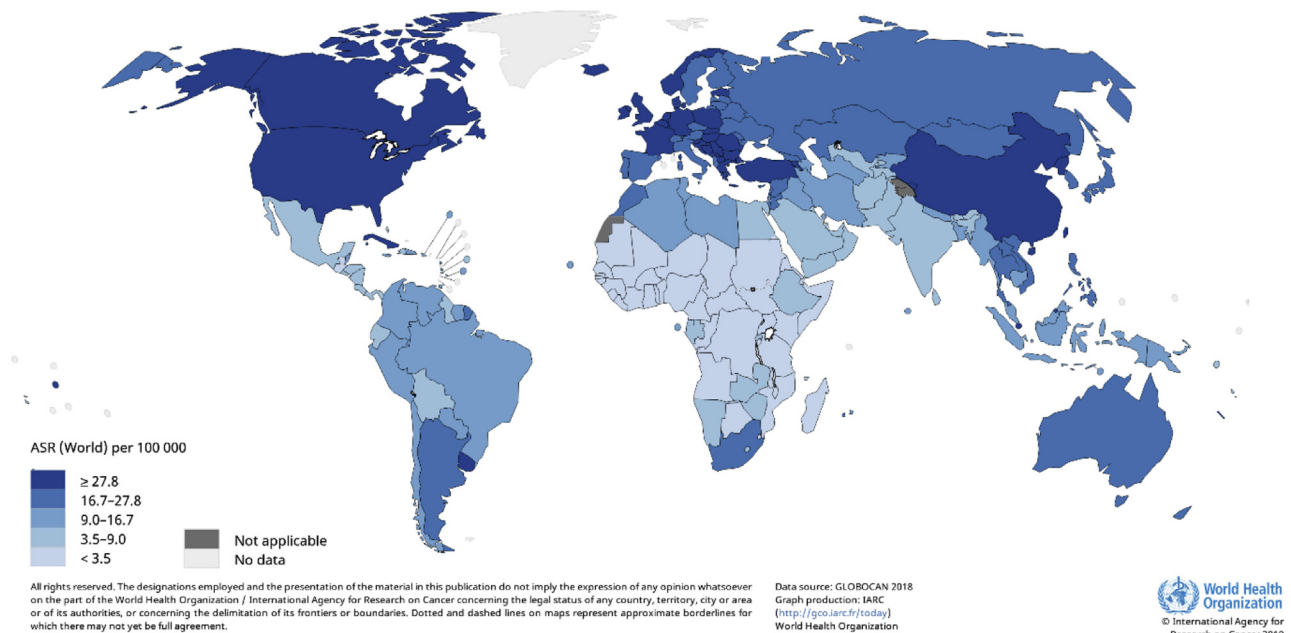 ASR (World) per 100 000
≥ 27.8
16.7–27.8
9.0–16.7
3.5–9.0
< 3.5
Not applicable
No data
All rights reserved. The designations employed and the presentation of the material in this publication do not imply the expression of any opinion whatsoever
on the part of the World Health Organization / International Agency for Research on Cancer concerning the legal status of any country, territory, city or area
or of its authorities, or concerning the delimitation of its frontiers or boundaries. Dotted and dashed lines on maps represent approximate borderlines for
which there may not yet be full agreement.
Data source: GLOBOCAN 2018
Graph production: IARC
(http://gco.iarc.fr/today)
World Health Organization
World Health
Organization
© International Agency for
Research on Cancer